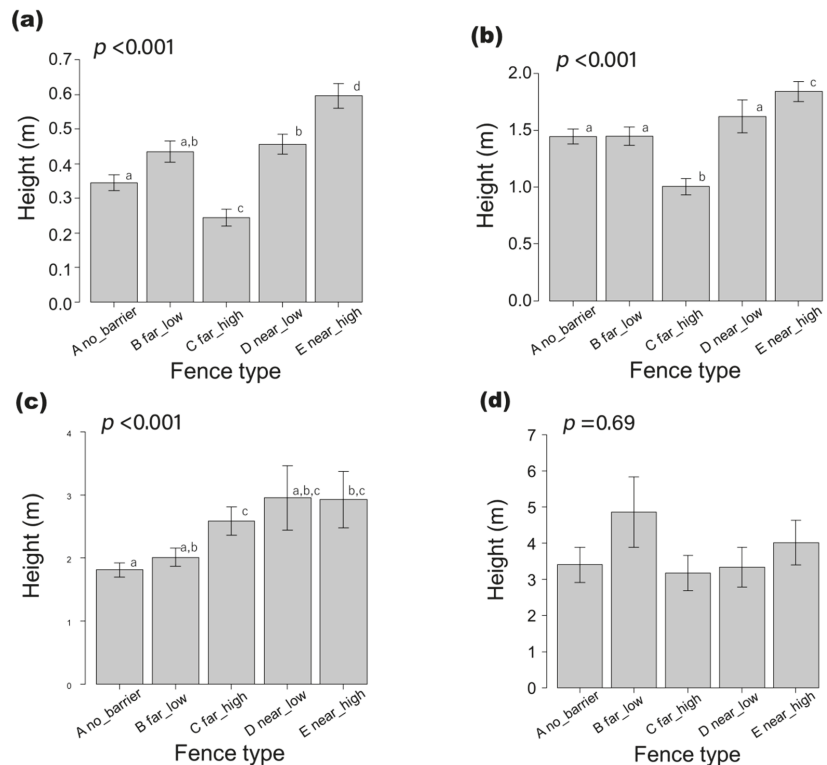 (a)
p <0.001
Height (m)
0.7
0.6
0.5
0.4
0.3
0.2
0.1
0.0
a
a,b
c
b
d
A no_barrier
B far_low
C far_high
D near_low
E near_high
Fence type
(b)
p <0.001
Height (m)
2.0
1.5
1.0
0.5
0.0
a
a
b
a
c
A no_barrier
B far_low
C far_high
D near_low
E near_high
Fence type
(c)
p <0.001
Height (m)
4
3
2
1
0
a
a,b
c
a,b,c
b,c
A no_barrier
B far_low
C far_high
D near_low
E near_high
Fence type
(d)
p =0.69
Height (m)
7
6
5
4
3
2
1
0
A no_barrier
B far_low
C far_high
D near_low
E near_high
Fence type